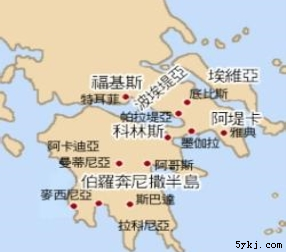 福基斯
特耳菲
波埃堤亞
埃維亞
底比斯
帕拉堤亞
阿堤卡
科林斯
雅典
墨伽拉
阿卡迪亞
曼蒂尼亞
阿哥斯
伯羅奔尼撒半島
麥西尼亞
斯巴達
拉科尼亞
5ykj.com